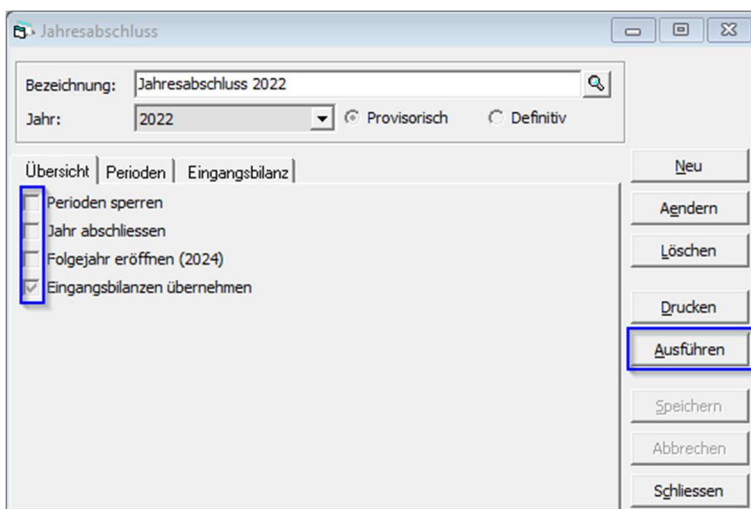 Jahresabschluss
Bezeichnung: Jahresabschluss 2022
Jahr: 2022 Provisorisch Definitiv
Übersicht Perioden Eingangsbilanz
Perioden sperren
Jahr abschliessen
Folgejahr eröffnen (2024)
Eingangsbilanzen übernehmen
Neu
Aendern
Löschen
Drucken
Ausführen
Speichern
Abbrechen
Schliessen